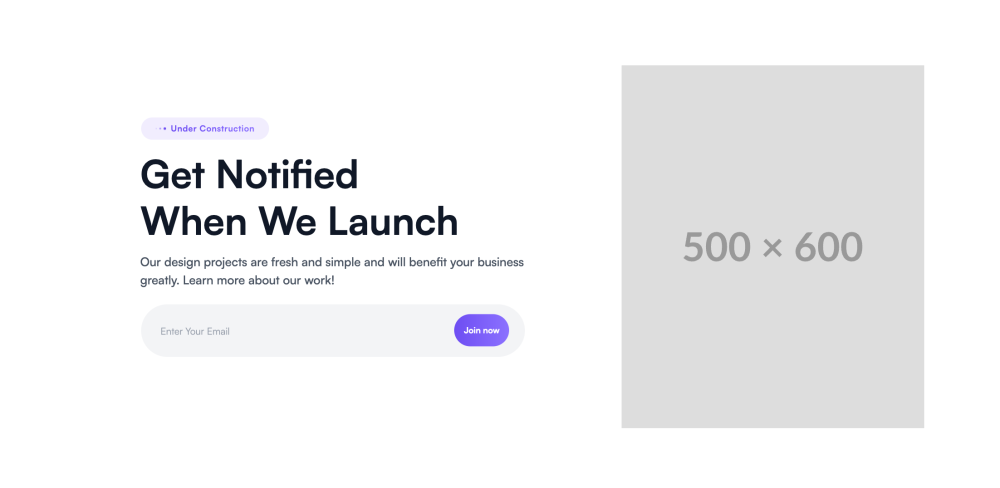 Under Construction
Get Notified
When We Launch
Our design projects are fresh and simple and will benefit your business
greatly. Learn more about our work!
Enter Your Email
Join now
500 × 600